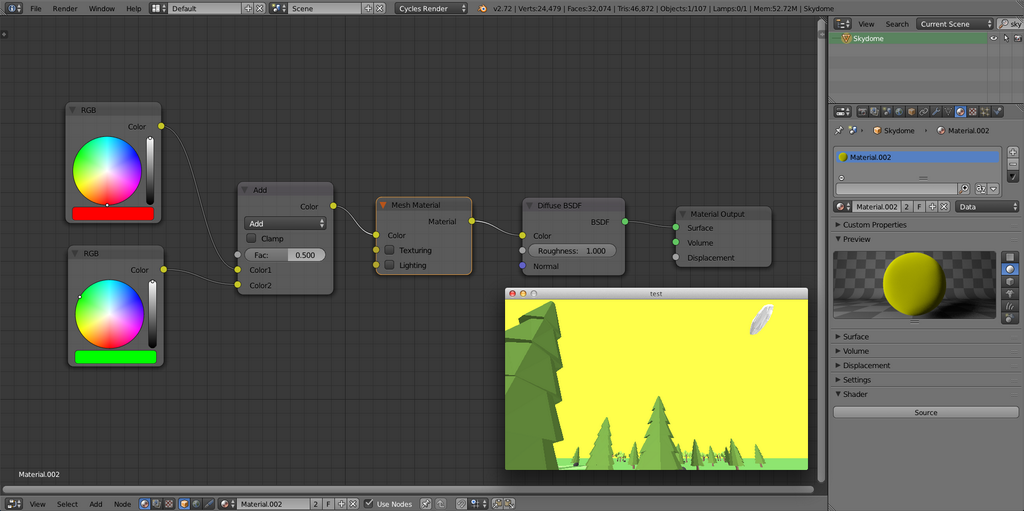 File Render Window Help Default Scene Cycles Render v2.72 | Verts:24,479 | Faces:32,074 | Tris:46,872 | Objects:1/107 | Lamps:0/1 | Mem:52.72M | Skydome
View Search Current Scene sky
Skydome
RGB
Color
RGB
Color
Add
Color
Add
Clamp
Fac: 0.500
Color1
Color2
Mesh Material
Material
Color
Texturing
Lighting
Diffuse BSDF
BSDF
Color
Roughness: 1.000
Normal
Material Output
Surface
Volume
Displacement
test
Skydome Material.002
Material.002
Material.002 2 F Data
Custom Properties
Preview
Surface
Volume
Displacement
Settings
Shader
Source
Material.002
View Select Add Node Material.002 2 F Use Nodes